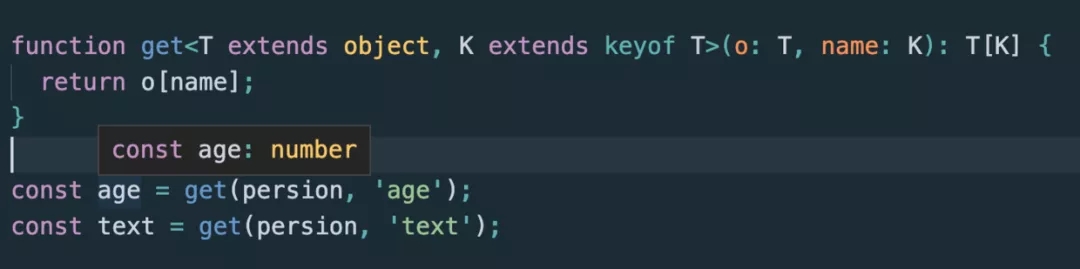 function get<T extends object, K extends keyof T>(o: T, name: K): T[K] {
  return o[name];
}
const age: number
const age = get(persion, 'age');
const text = get(persion, 'text');